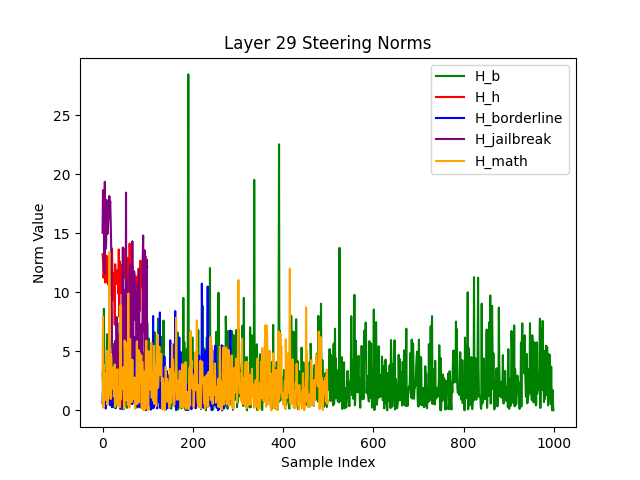 Layer 29 Steering Norms
H_b
H_h
H_borderline
H_jailbreak
H_math
Norm Value
25
20
15
10
5
0
0 200 400 600 800 1000
Sample Index